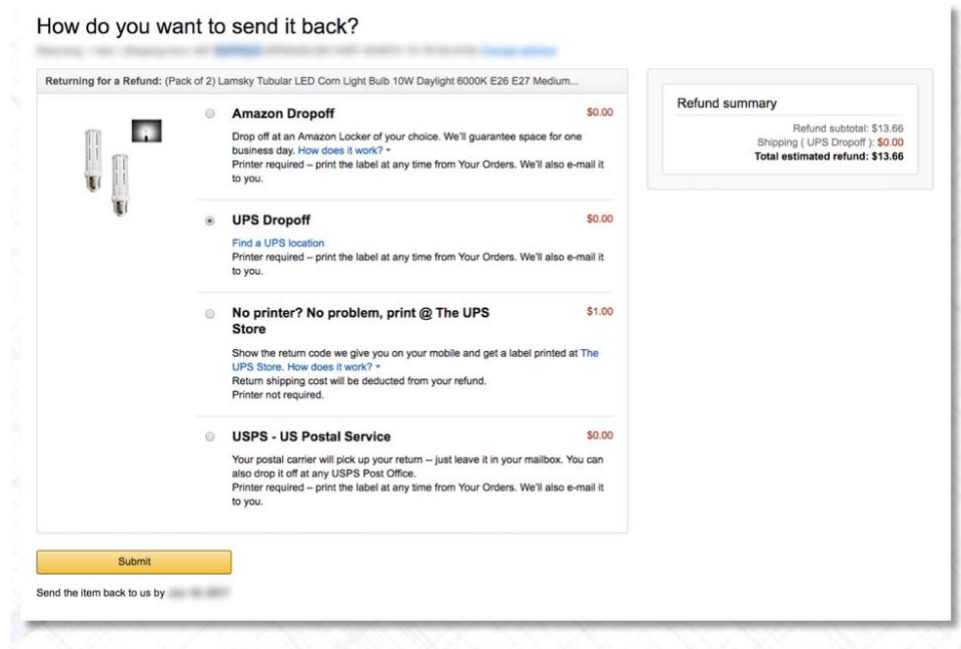 How do you want to send it back?
Returning for a Refund: (Pack of 2) Lamsky Tubular LED Corn Light Bulb 10W Daylight 6000K E26 E27 Medium...
Amazon Dropoff
$0.00
Drop off at an Amazon Locker of your choice. We'll guarantee space for one
business day. How does it work?
Printer required – print the label at any time from Your Orders. We'll also e-mail it
to you.
UPS Dropoff
$0.00
Find a UPS location
Printer required – print the label at any time from Your Orders. We'll also e-mail it
to you.
No printer? No problem, print @ The UPS
Store
$1.00
Show the return code we give you on your mobile and get a label printed at The
UPS Store. How does it work?
Return shipping cost will be deducted from your refund.
Printer not required.
USPS - US Postal Service
$0.00
Your postal carrier will pick up your return -- just leave it in your mailbox. You can
also drop it off at any USPS Post Office.
Printer required – print the label at any time from Your Orders. We'll also e-mail it
to you.
Submit
Send the item back to us by
Refund summary
Refund subtotal: $13.66
Shipping ( UPS Dropoff ): $0.00
Total estimated refund: $13.66